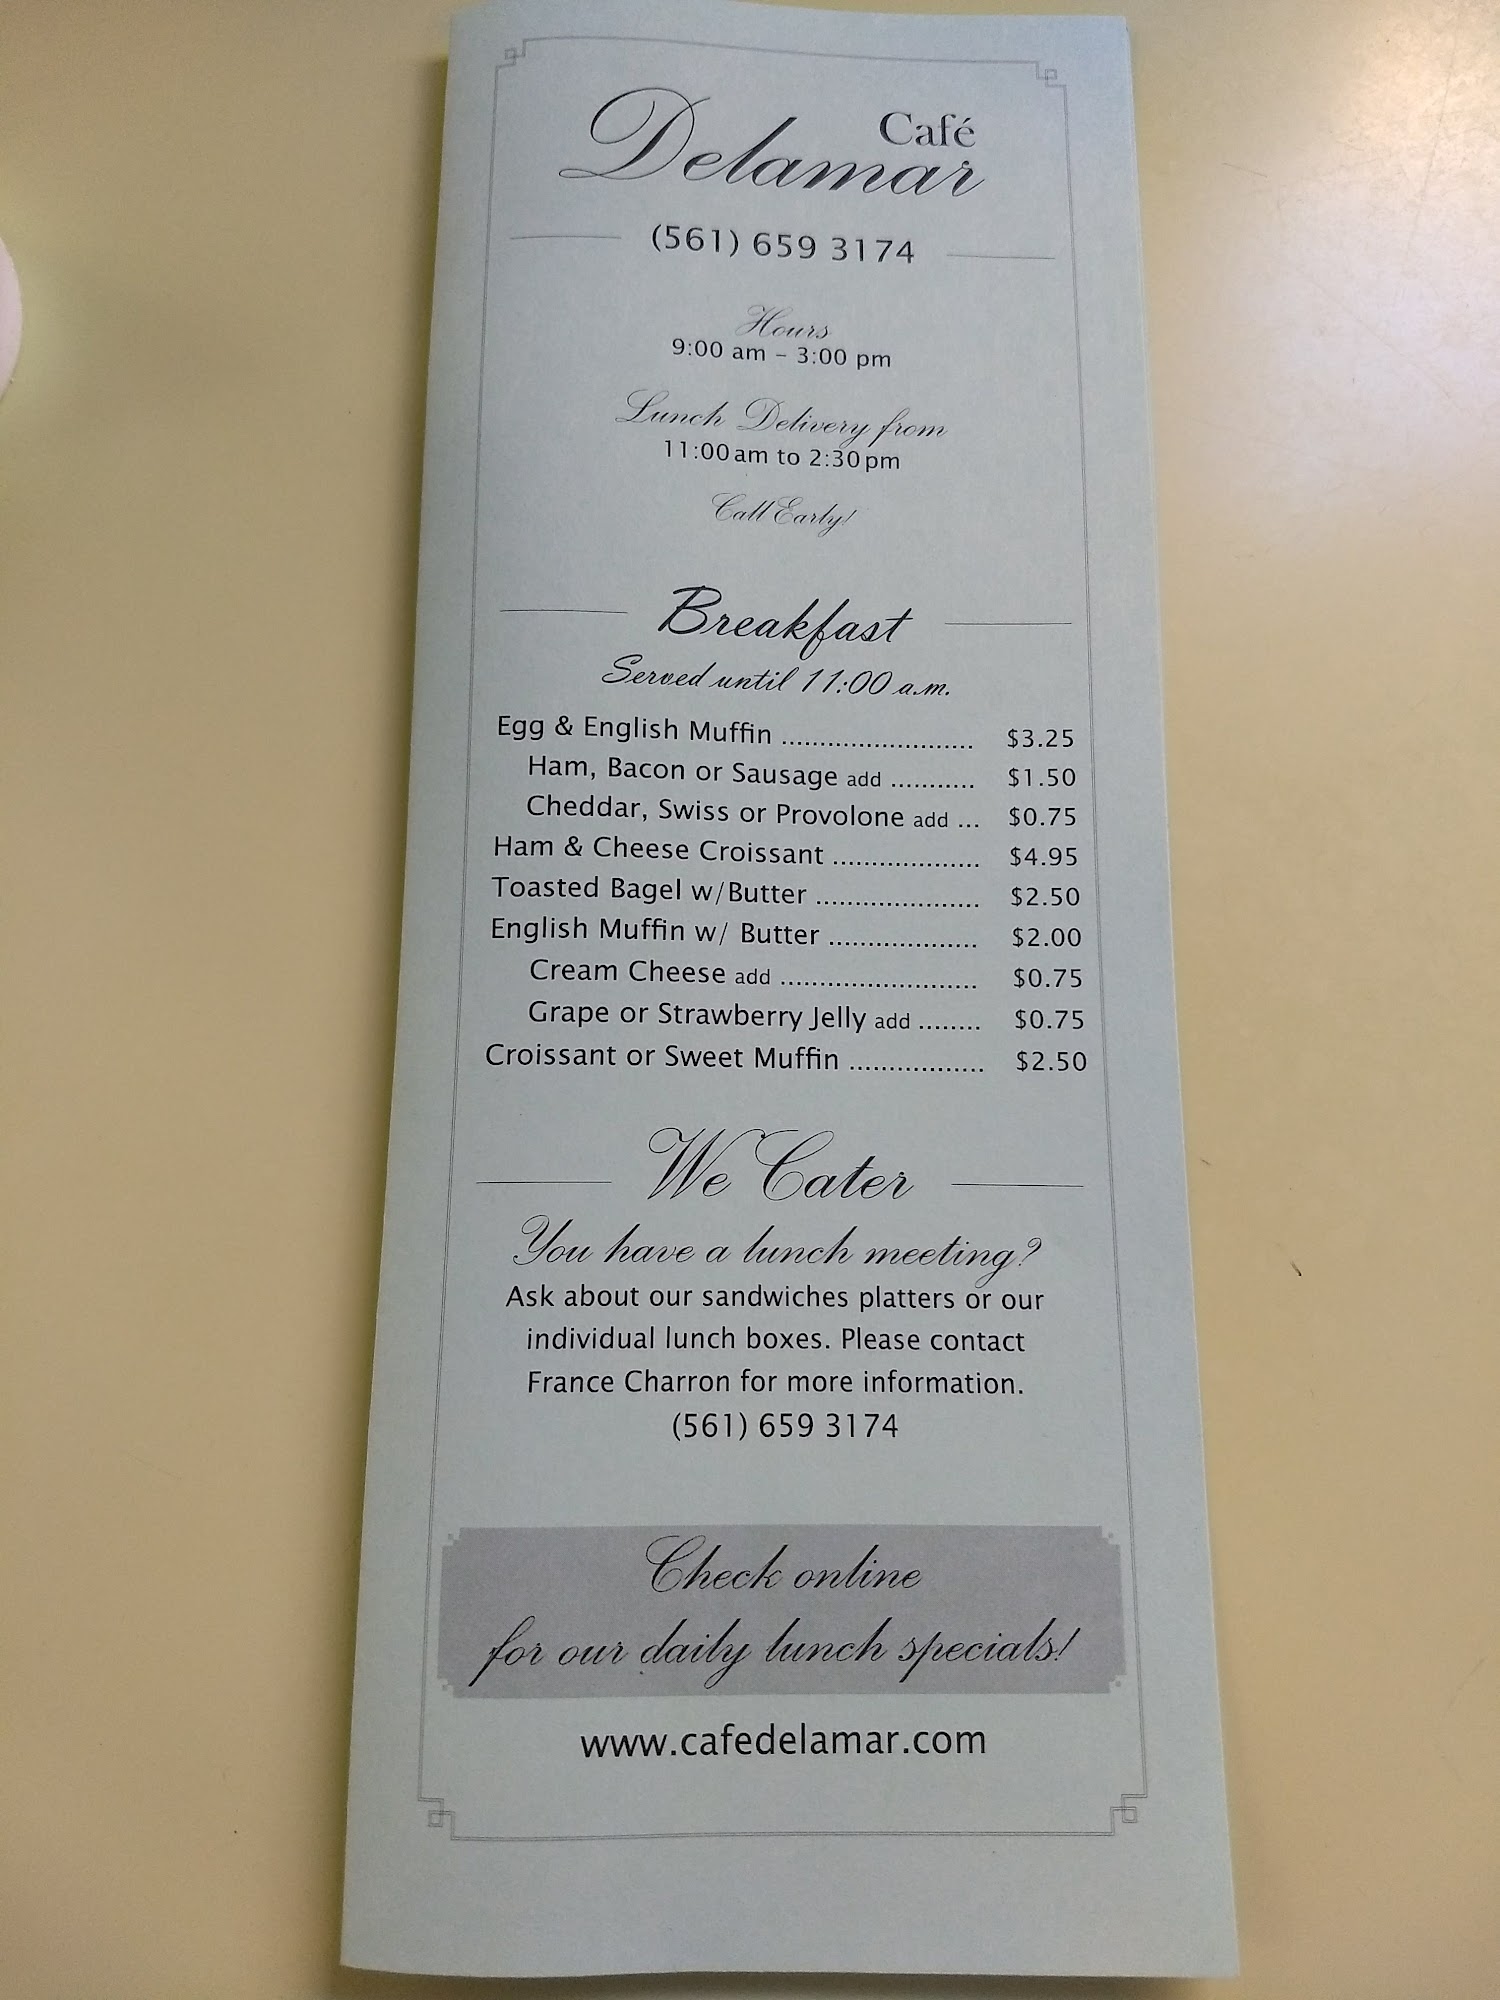 Café
Delamar
(561) 659 3174
Hours
9:00 am – 3:00 pm
Lunch Delivery from
11:00am to 2:30pm
Call Early!
Breakfast
Served until 11:00 a.m.
Egg & English Muffin ......................... $3.25
Ham, Bacon or Sausage add ........... $1.50
Cheddar, Swiss or Provolone add ... $0.75
Ham & Cheese Croissant ................... $4.95
Toasted Bagel w/Butter ..................... $2.50
English Muffin w/ Butter ................... $2.00
Cream Cheese add .......................... $0.75
Grape or Strawberry Jelly add ........ $0.75
Croissant or Sweet Muffin .................. $2.50
We Cater
You have a lunch meeting?
Ask about our sandwiches platters or our
individual lunch boxes. Please contact
France Charron for more information.
(561) 659 3174
Check online
for our daily lunch specials!
www.cafedelamar.com